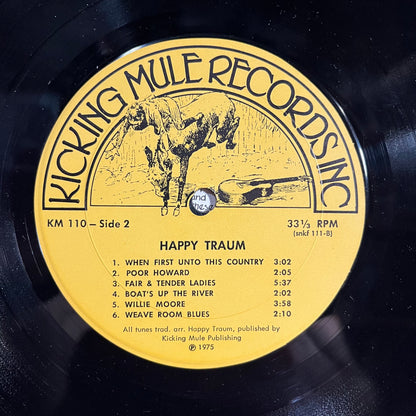 KICKING MULE RECORDS, INC
KM 110 – Side 2
33⅓ RPM
(snkf 111-B)
HAPPY TRAUM
1. WHEN FIRST UNTO THIS COUNTRY 3:02
2. POOR HOWARD 2:05
3. FAIR & TENDER LADIES 5:37
4. BOAT'S UP THE RIVER 2:02
5. WILLIE MOORE 3:58
6. WEAVE ROOM BLUES 2:10
All tunes trad. arr. Happy Traum, published by
Kicking Mule Publishing
℗ 1975
and